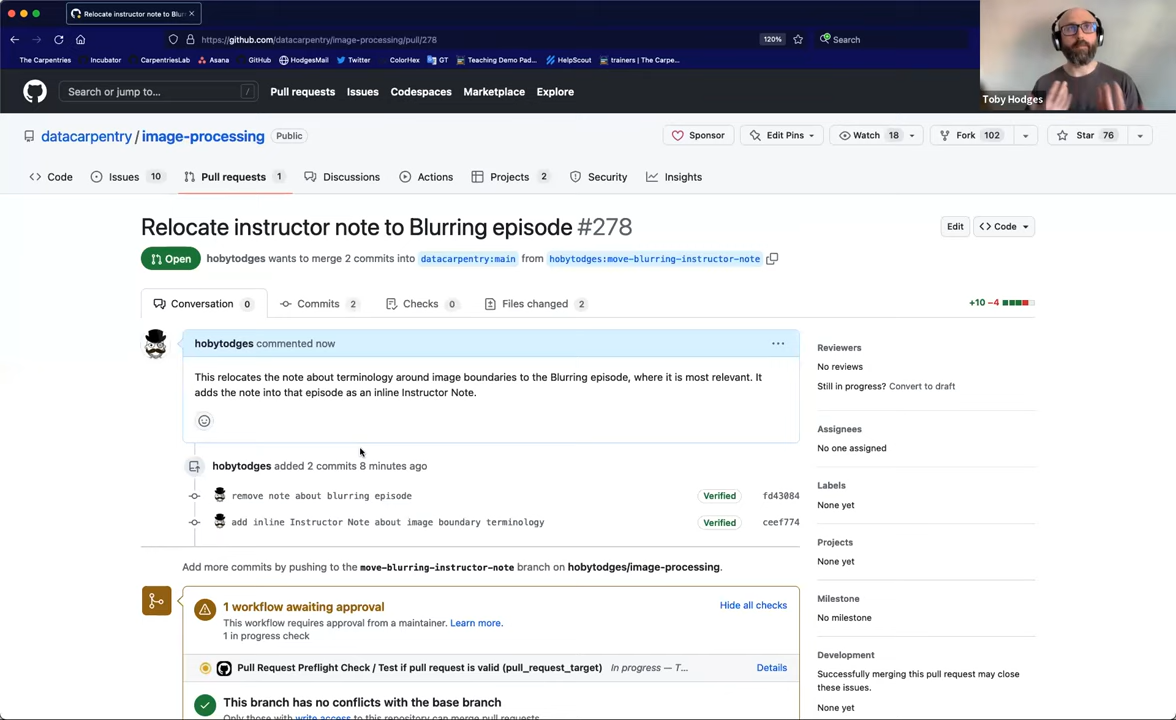 Relocate instructor note to Blurr
https://github.com/datacarpentry/image-processing/pull/278
120%
Search
The Carpentries
Incubator
CarpentriesLab
Asana
GitHub
HodgesMail
Twitter
ColorHex
GT
Teaching Demo Pad...
HelpScout
trainers | The Carpe...
Toby Hodges
Search or jump to...
/
Pull requests
Issues
Codespaces
Marketplace
Explore
datacarpentry / image-processing
Public
Sponsor
Edit Pins
Watch 18
Fork 102
Star 76
Code
Issues 10
Pull requests 1
Discussions
Actions
Projects 2
Security
Insights
Relocate instructor note to Blurring episode #278
Edit
Code
Open
hobytodges wants to merge 2 commits into datacarpentry:main from hobytodges:move-blurring-instructor-note
Conversation 0
Commits 2
Checks 0
Files changed 2
+10 −4
hobytodges commented now
This relocates the note about terminology around image boundaries to the Blurring episode, where it is most relevant. It
adds the note into that episode as an inline Instructor Note.
hobytodges added 2 commits 8 minutes ago
remove note about blurring episode
Verified
fd43084
add inline Instructor Note about image boundary terminology
Verified
ceef774
Add more commits by pushing to the move-blurring-instructor-note branch on hobytodges/image-processing.
1 workflow awaiting approval
Hide all checks
This workflow requires approval from a maintainer. Learn more.
1 in progress check
Pull Request Preflight Check / Test if pull request is valid (pull_request_target) In progress — T...
Details
This branch has no conflicts with the base branch
Only those with write access to this repository can merge pull requests.
Reviewers
No reviews
Still in progress? Convert to draft
Assignees
No one assigned
Labels
None yet
Projects
None yet
Milestone
No milestone
Development
Successfully merging this pull request may close
these issues.
None yet